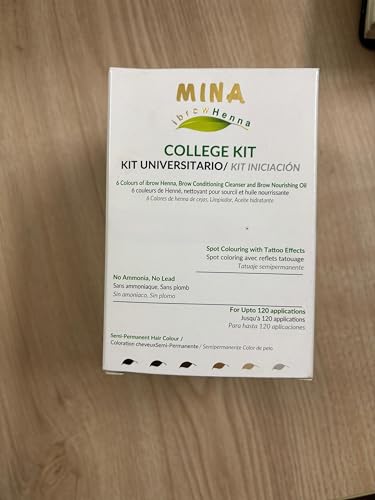 MINA
ibrowHenna
COLLEGE KIT
KIT UNIVERSITARIO/ KIT INICIACIÓN
6 Colours of ibrow Henna, Brow Conditioning Cleanser and Brow Nourishing Oil
6 couleurs de Henné, nettoyant pour sourcil et huile nourrissante
6 Colores de henna de cejas, Limpiador, Aceite hidratante
Spot Colouring with Tattoo Effects
Spot coloring avec reflets tatouage
Tatuaje semipermanente
No Ammonia, No Lead
Sans ammoniaque, Sans plomb
Sin amoniaco, Sin plomo
For Upto 120 applications
Jusqu'à 120 applications
Para hasta 120 aplicaciones
Semi-Permanent Hair Colour /
Coloration cheveuxSemi-Permanente / Semipermanente Color de pelo